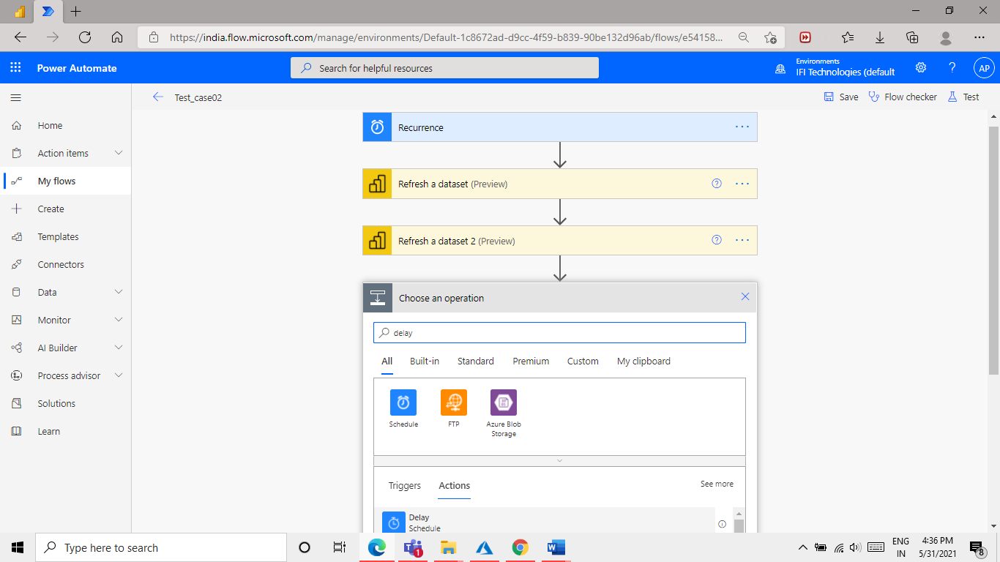 https://india.flow.microsoft.com/manage/environments/Default-1c8672ad-d9cc-4f59-b839-90be132d96ab/flows/e54158...
Power Automate
Search for helpful resources
Environments
IFI Technologies (default
?
AP
Test_case02
Save
Flow checker
Test
Home
Action items
My flows
Create
Templates
Connectors
Data
Monitor
AI Builder
Process advisor
Solutions
Learn
Recurrence
Refresh a dataset (Preview)
Refresh a dataset 2 (Preview)
Choose an operation
delay
All
Built-in
Standard
Premium
Custom
My clipboard
Schedule
FTP
Azure Blob
Storage
Triggers
Actions
See more
Delay
Schedule
Type here to search
1
ENG
IN
4:36 PM
5/31/2021
8